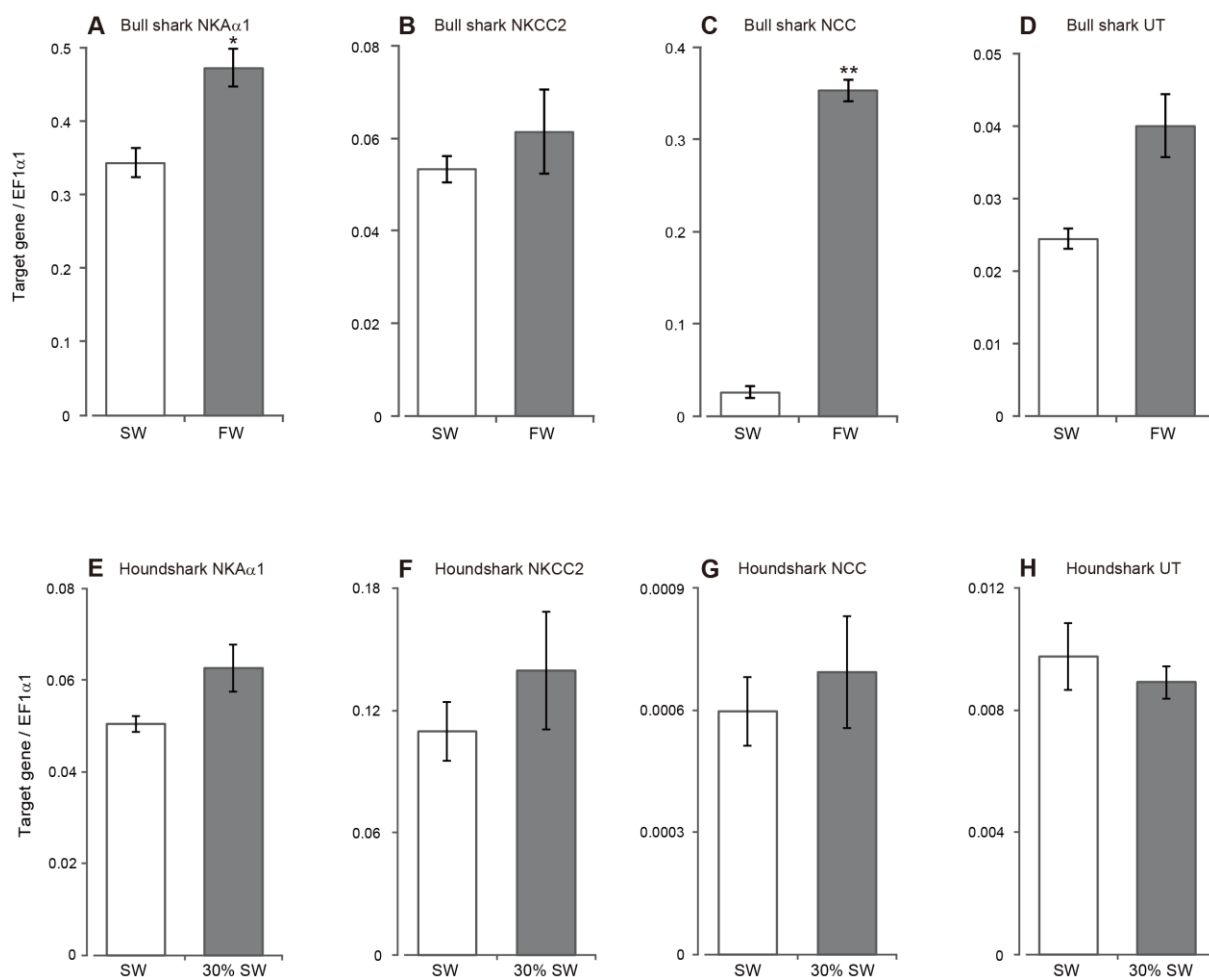 A Bull shark NKAα1
B Bull shark NKCC2
C Bull shark NCC
D Bull shark UT
Target gene / EF1α1
0.5
0.4
0.3
0.2
0.1
0
*
SW FW
0.08
0.06
0.04
0.02
0
SW FW
0.4
0.3
0.2
0.1
0
**
SW FW
0.05
0.04
0.03
0.02
0.01
0
SW FW
E Houndshark NKAα1
F Houndshark NKCC2
G Houndshark NCC
H Houndshark UT
Target gene / EF1α1
0.08
0.06
0.04
0.02
0
SW 30% SW
0.18
0.12
0.06
0
SW 30% SW
0.0009
0.0006
0.0003
0
SW 30% SW
0.012
0.008
0.004
0
SW 30% SW